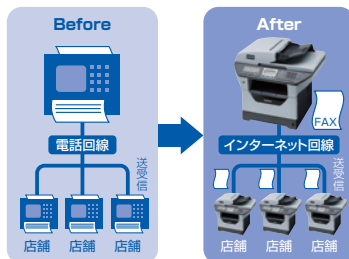 Before
電話回線
送受信
店舗 店舗 店舗
After
FAX
インターネット回線
送受信
店舗 店舗 店舗